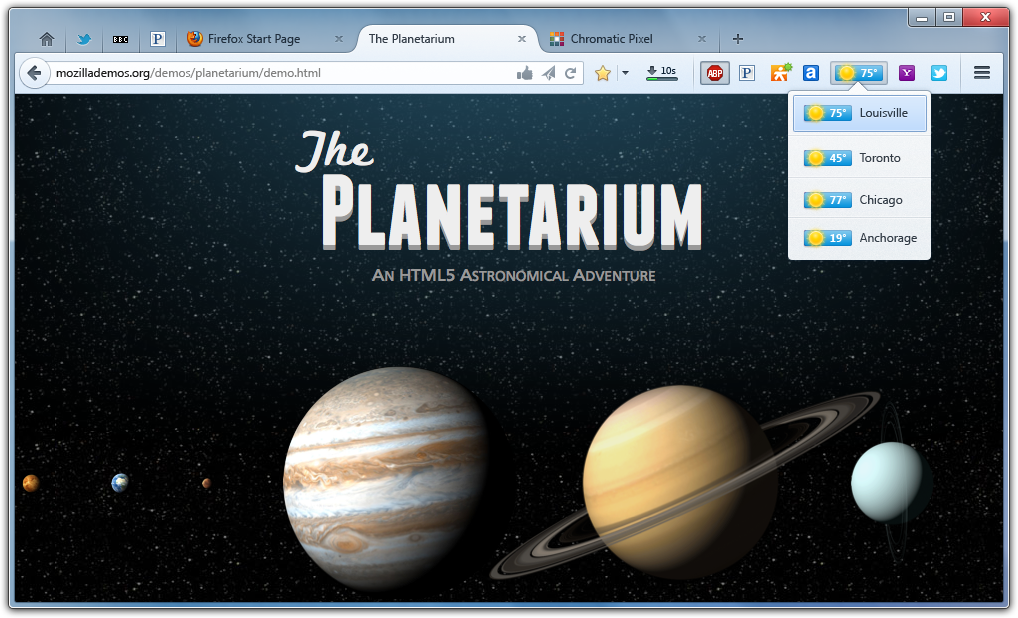 BBC
P
Firefox Start Page
The Planetarium
Chromatic Pixel
mozillademos.org/demos/planetarium/demo.html
10s
ABP
P
a
75°
Y
75° Louisville
45° Toronto
77° Chicago
19° Anchorage
The
PLANETARIUM
AN HTML5 ASTRONOMICAL ADVENTURE